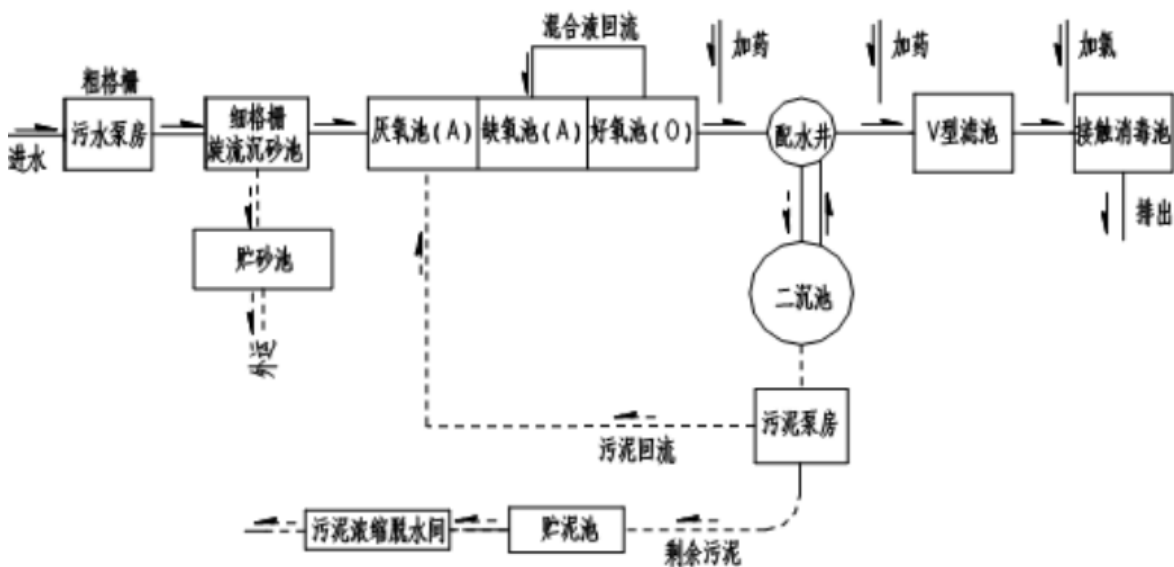 混合液回流
加药
加药
加氯
粗格栅
污水泵房
细格栅
旋流沉砂池
厌氧池(A)
缺氧池(A)
好氧池(O)
配水井
V型滤池
接触消毒池
进水
排出
贮砂池
二沉池
外运
污泥泵房
污泥回流
污泥浓缩脱水间
贮泥池
剩余污泥